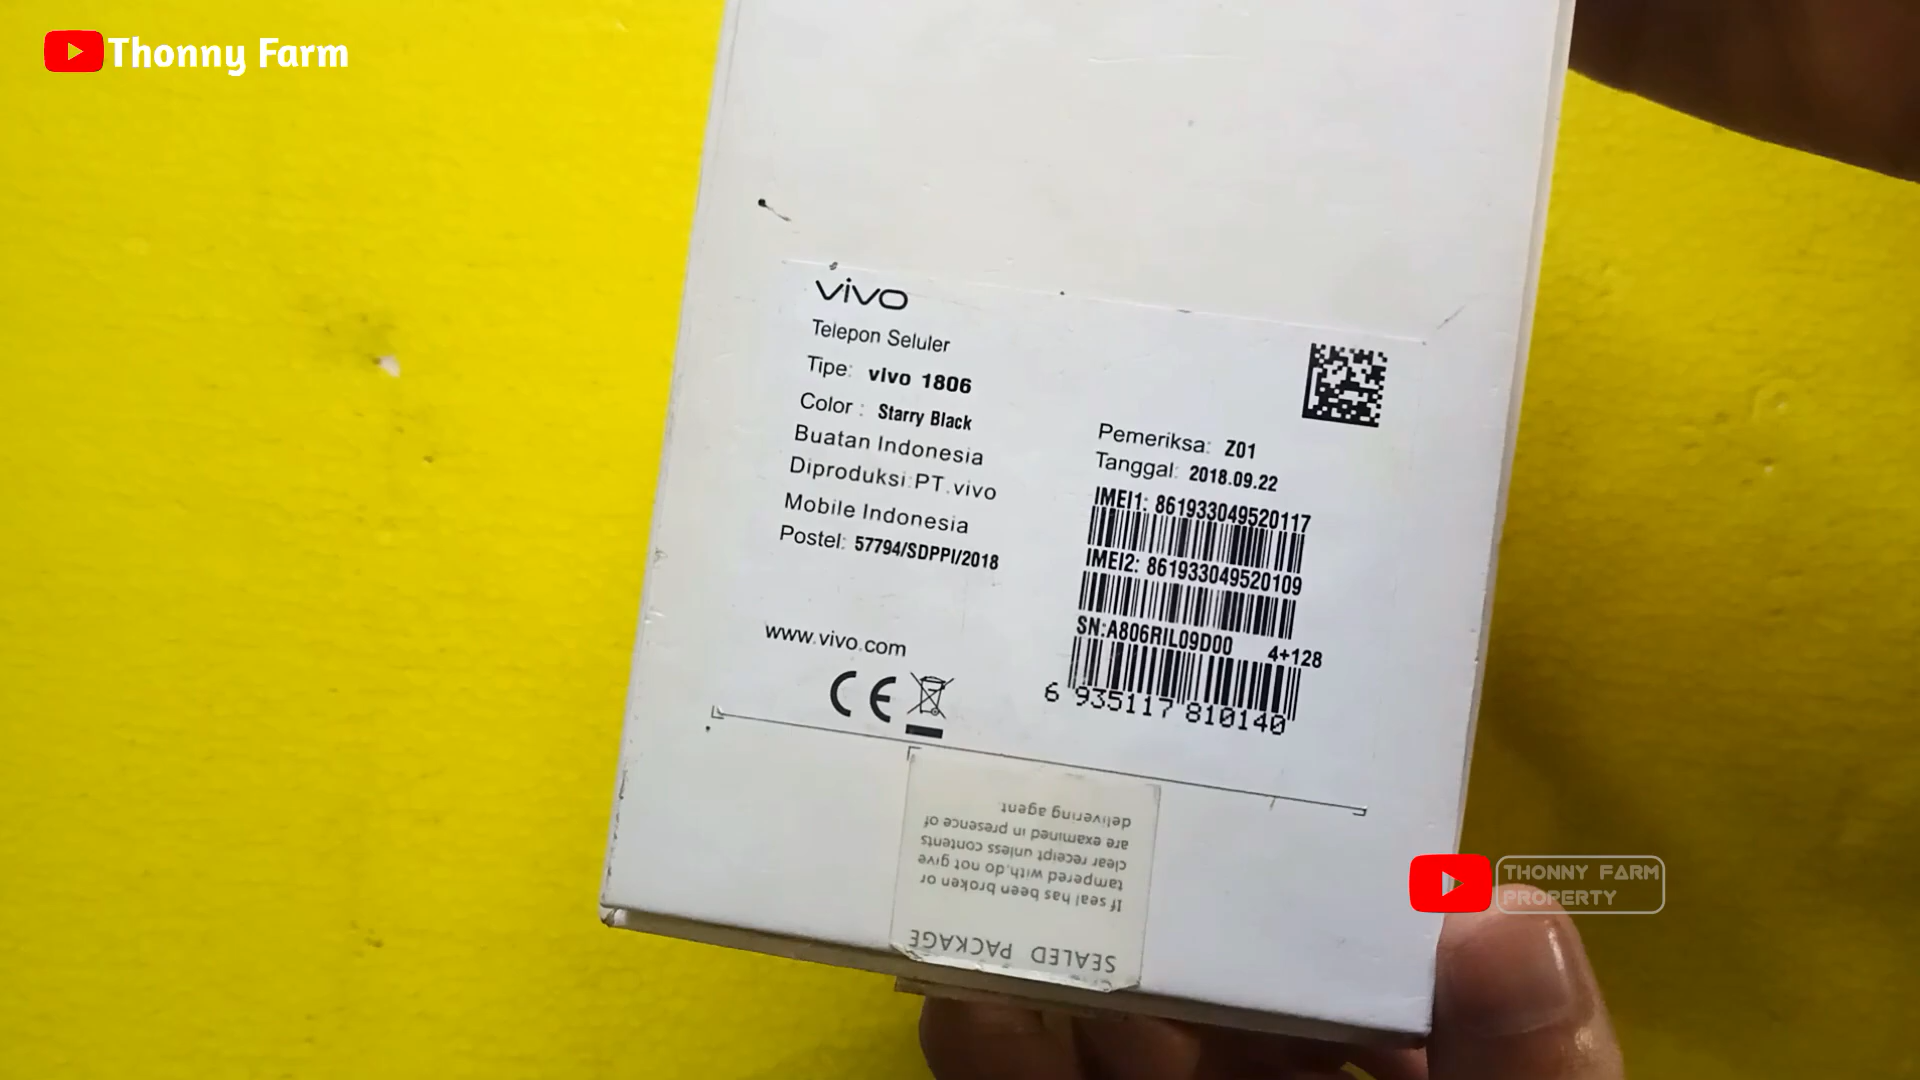 Thonny Farm
vivo
Telepon Seluler
Tipe: vivo 1806
Color : Starry Black
Buatan Indonesia
Diproduksi:PT.vivo
Mobile Indonesia
Postel: 57794/SDPPI/2018
www.vivo.com
CE
Pemeriksa: Z01
Tanggal: 2018.09.22
IMEI1: 861933049520117
IMEI2: 861933049520109
SN:A806RIL09D00 4+128
6 935117 810140
SEALED PACKAGE
If seal has been broken or
tampered with,do not give
clear receipt unless contents
are examined in presence of
delivering agent.
THONNY FARM
PROPERTY